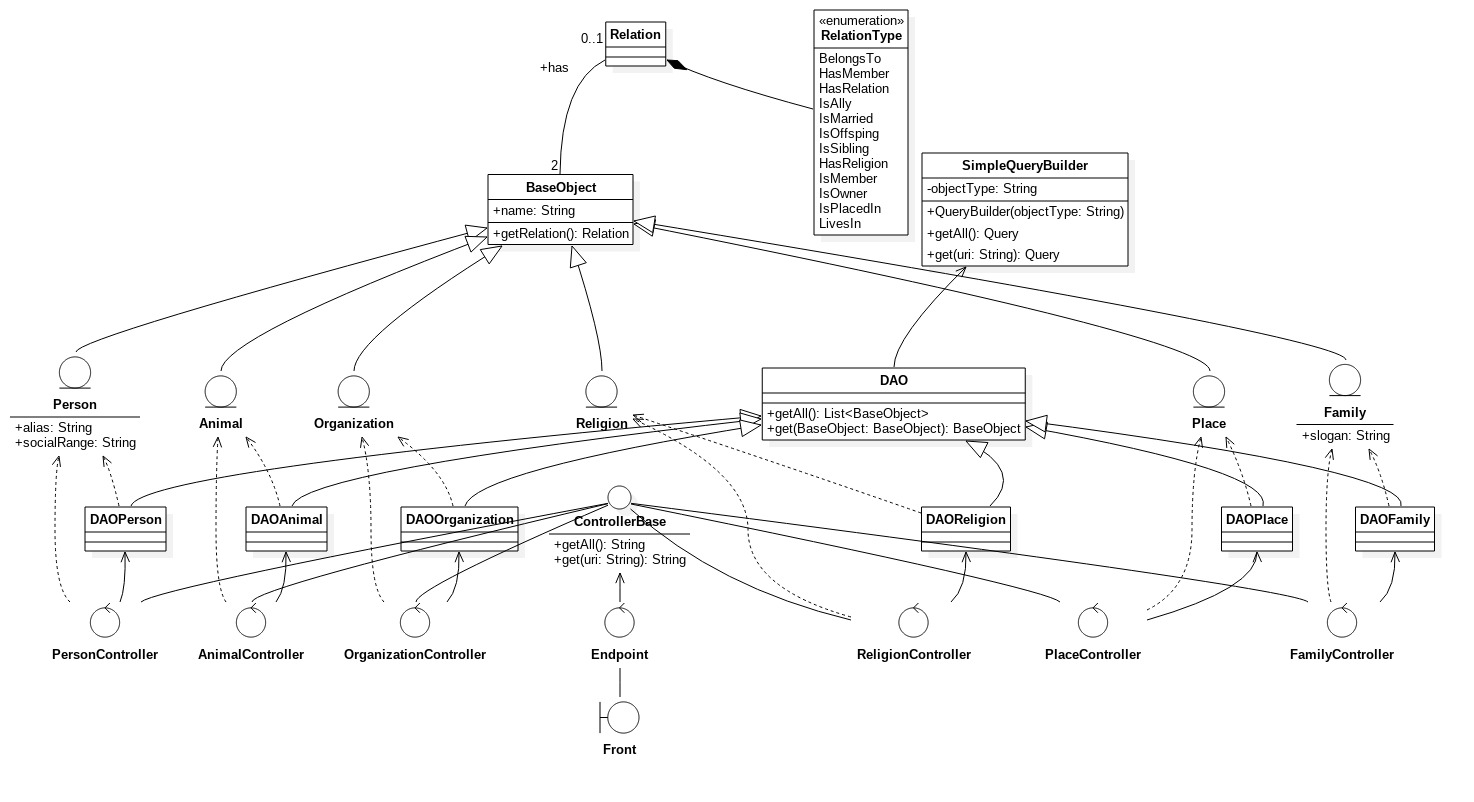 0..1
Relation
+has
2
«enumeration»
RelationType
BelongsTo
HasMember
HasRelation
IsAlly
IsMarried
IsOffsping
IsSibling
HasReligion
IsMember
IsOwner
IsPlacedIn
LivesIn
SimpleQueryBuilder
-objectType: String
+QueryBuilder(objectType: String)
+getAll(): Query
+get(uri: String): Query
BaseObject
+name: String
+getRelation(): Relation
Person
+alias: String
+socialRange: String
Animal
Organization
Religion
DAO
+getAll(): List<BaseObject>
+get(BaseObject: BaseObject): BaseObject
Place
Family
+slogan: String
DAOPerson
DAOAnimal
DAOOrganization
ControllerBase
+getAll(): String
+get(uri: String): String
DAOReligion
DAOPlace
DAOFamily
PersonController
AnimalController
OrganizationController
Endpoint
ReligionController
PlaceController
FamilyController
Front